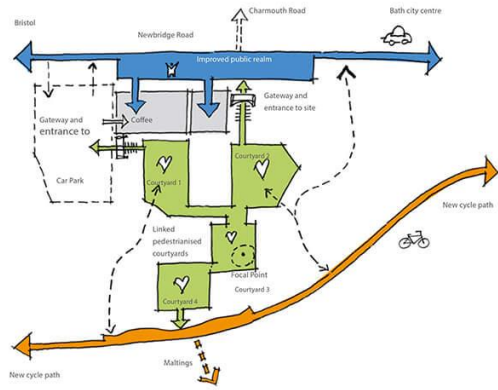 Charmouth Road
Bristol
Bath city centre
Newbridge Road
Improved public realm
Gateway and
entrance to
Coffee
Gateway and
entrance to site
Car Park
Courtyard 1
Courtyard 2
Linked
pedestrianised
courtyards
Focal Point
Courtyard 3
Courtyard 4
New cycle path
New cycle path
Maltings